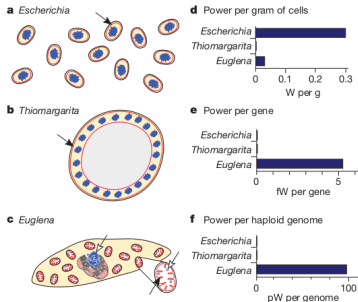 a Escherichia
b Thiomargarita
c Euglena
d Power per gram of cells
Escherichia
Thiomargarita
Euglena
0 0.1 0.2 0.3
W per g
e Power per gene
Escherichia
Thiomargarita
Euglena
0 5
fW per gene
f Power per haploid genome
Escherichia
Thiomargarita
Euglena
0 100
pW per genome